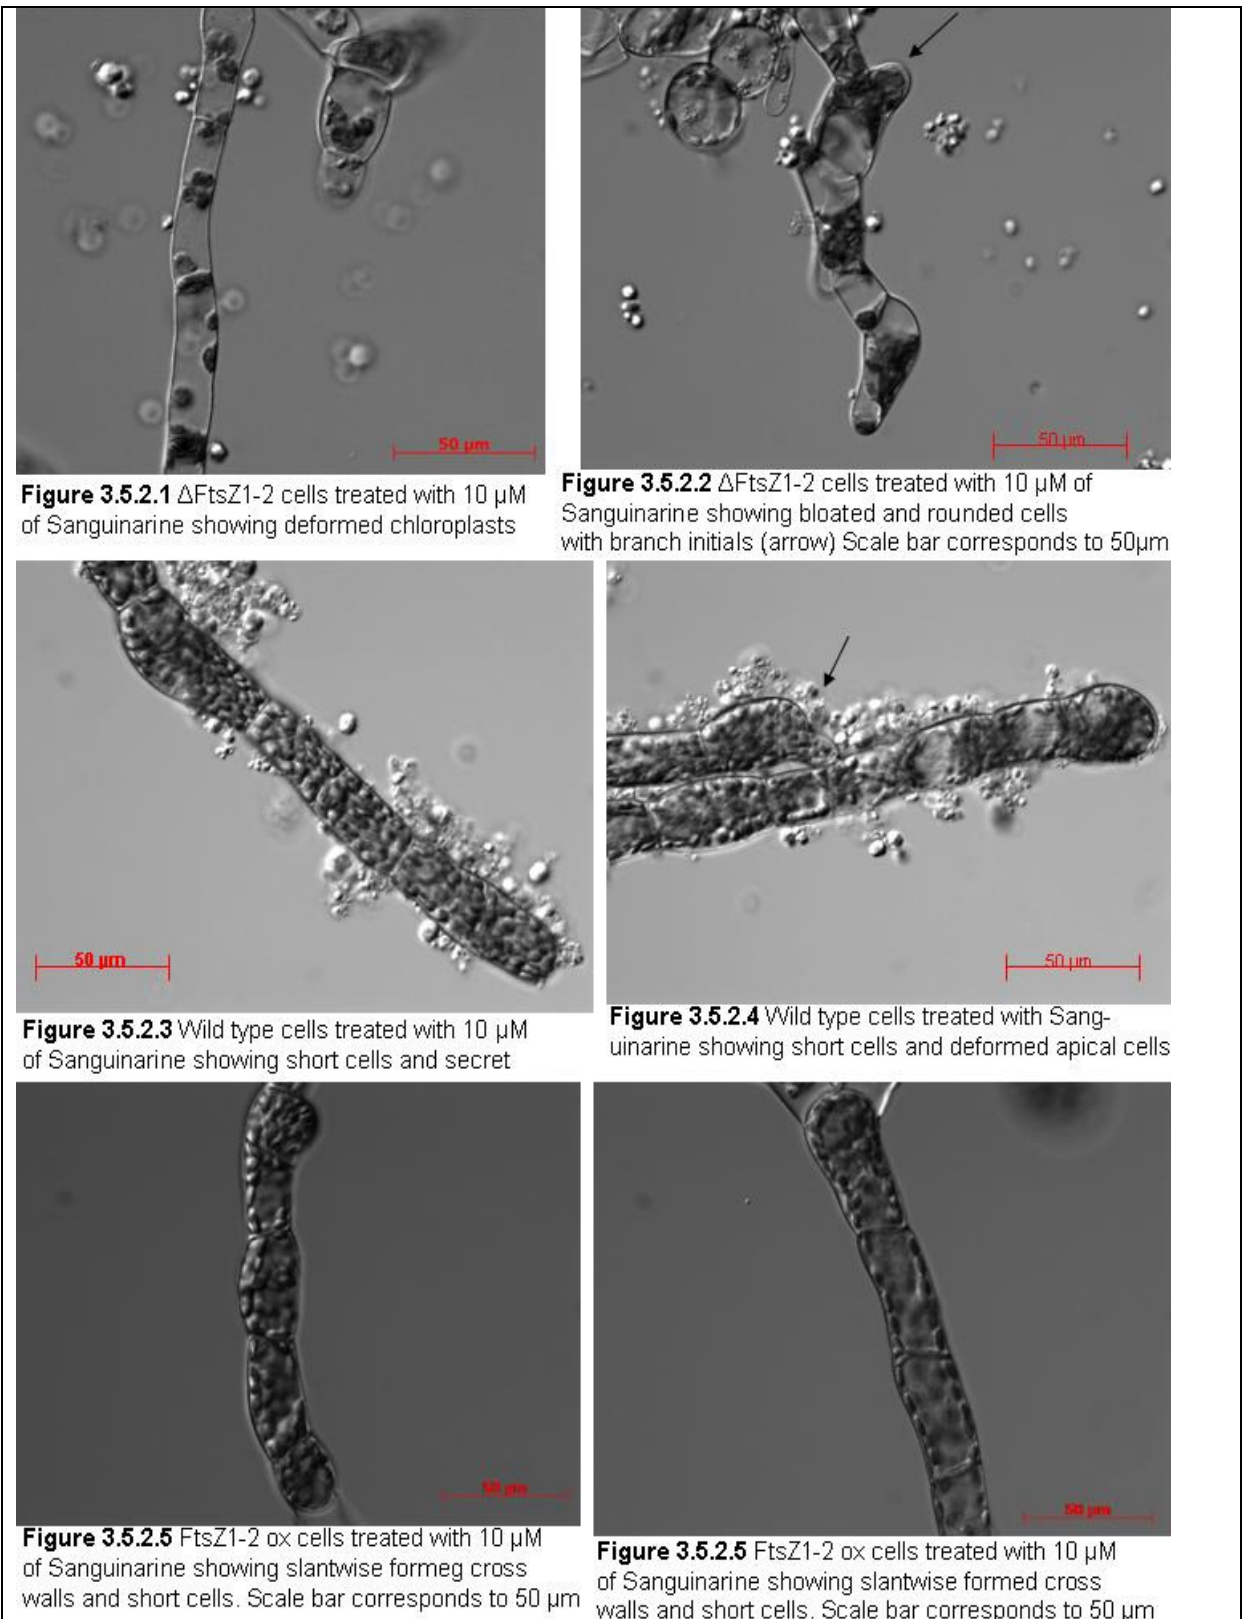 50 µm
50 µm
Figure 3.5.2.1 ΔFtsZ1-2 cells treated with 10 µM
of Sanguinarine showing deformed chloroplasts
Figure 3.5.2.2 ΔFtsZ1-2 cells treated with 10 µM of
Sanguinarine showing bloated and rounded cells
with branch initials (arrow) Scale bar corresponds to 50µm
50 µm
50 µm
Figure 3.5.2.3 Wild type cells treated with 10 µM
of Sanguinarine showing short cells and secret
Figure 3.5.2.4 Wild type cells treated with Sang-
uinarine showing short cells and deformed apical cells
50 µm
50 µm
Figure 3.5.2.5 FtsZ1-2 ox cells treated with 10 µM
of Sanguinarine showing slantwise formeg cross
walls and short cells. Scale bar corresponds to 50 µm
Figure 3.5.2.5 FtsZ1-2 ox cells treated with 10 µM
of Sanguinarine showing slantwise formed cross
walls and short cells. Scale bar corresponds to 50 µm